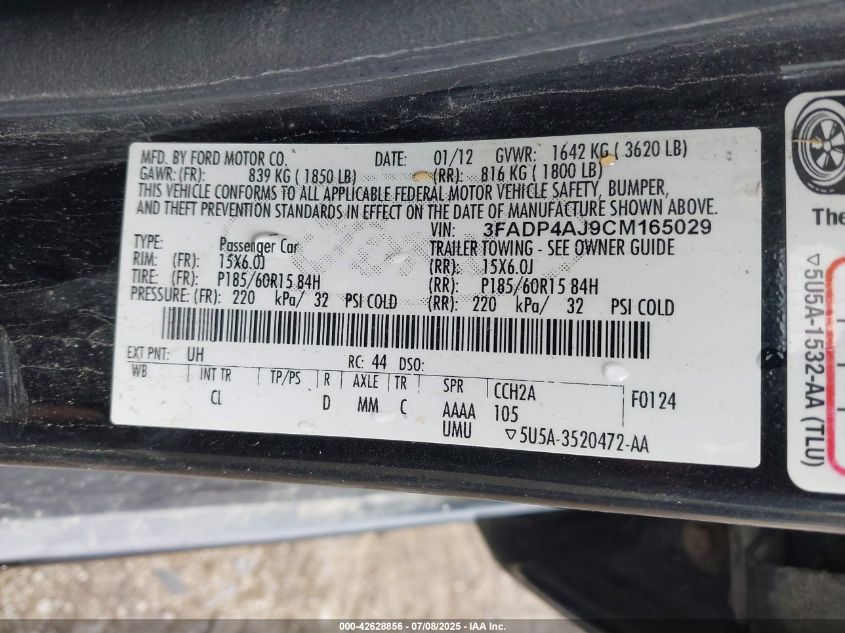 MFD. BY FORD MOTOR CO. DATE: 01/12 GVWR: 1642 KG ( 3620 LB)
GAWR: (FR): 839 KG ( 1850 LB) (RR): 816 KG ( 1800 LB)
THIS VEHICLE CONFORMS TO ALL APPLICABLE FEDERAL MOTOR VEHICLE SAFETY, BUMPER,
AND THEFT PREVENTION STANDARDS IN EFFECT ON THE DATE OF MANUFACTURE SHOWN ABOVE.
VIN: 3FADP4AJ9CM165029
TYPE: Passenger Car TRAILER TOWING - SEE OWNER GUIDE
RIM: (FR): 15X6.0J (RR): 15X6.0J
TIRE: (FR): P185/60R15 84H (RR): P185/60R15 84H
PRESSURE: (FR): 220 kPa/ 32 PSI COLD (RR): 220 kPa/ 32 PSI COLD
EXT PNT: UH RC: 44 DSO:
WB INT TR TP/PS R AXLE TR SPR CCH2A F0124
CL D MM C AAAA 105
UMU ▽5U5A-3520472-AA
The
▽5U5A-1532-AA (TLU)
000-42628856 - 07/08/2025 - IAA Inc.